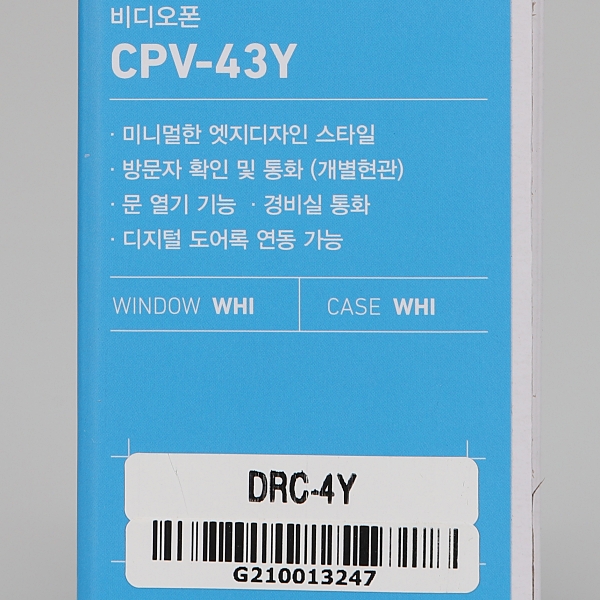 비디오폰
CPV-43Y
· 미니멀한 엣지디자인 스타일
· 방문자 확인 및 통화 (개별현관)
· 문 열기 기능 · 경비실 통화
· 디지털 도어록 연동 가능
WINDOW WHI CASE WHI
DRC-4Y
G210013247